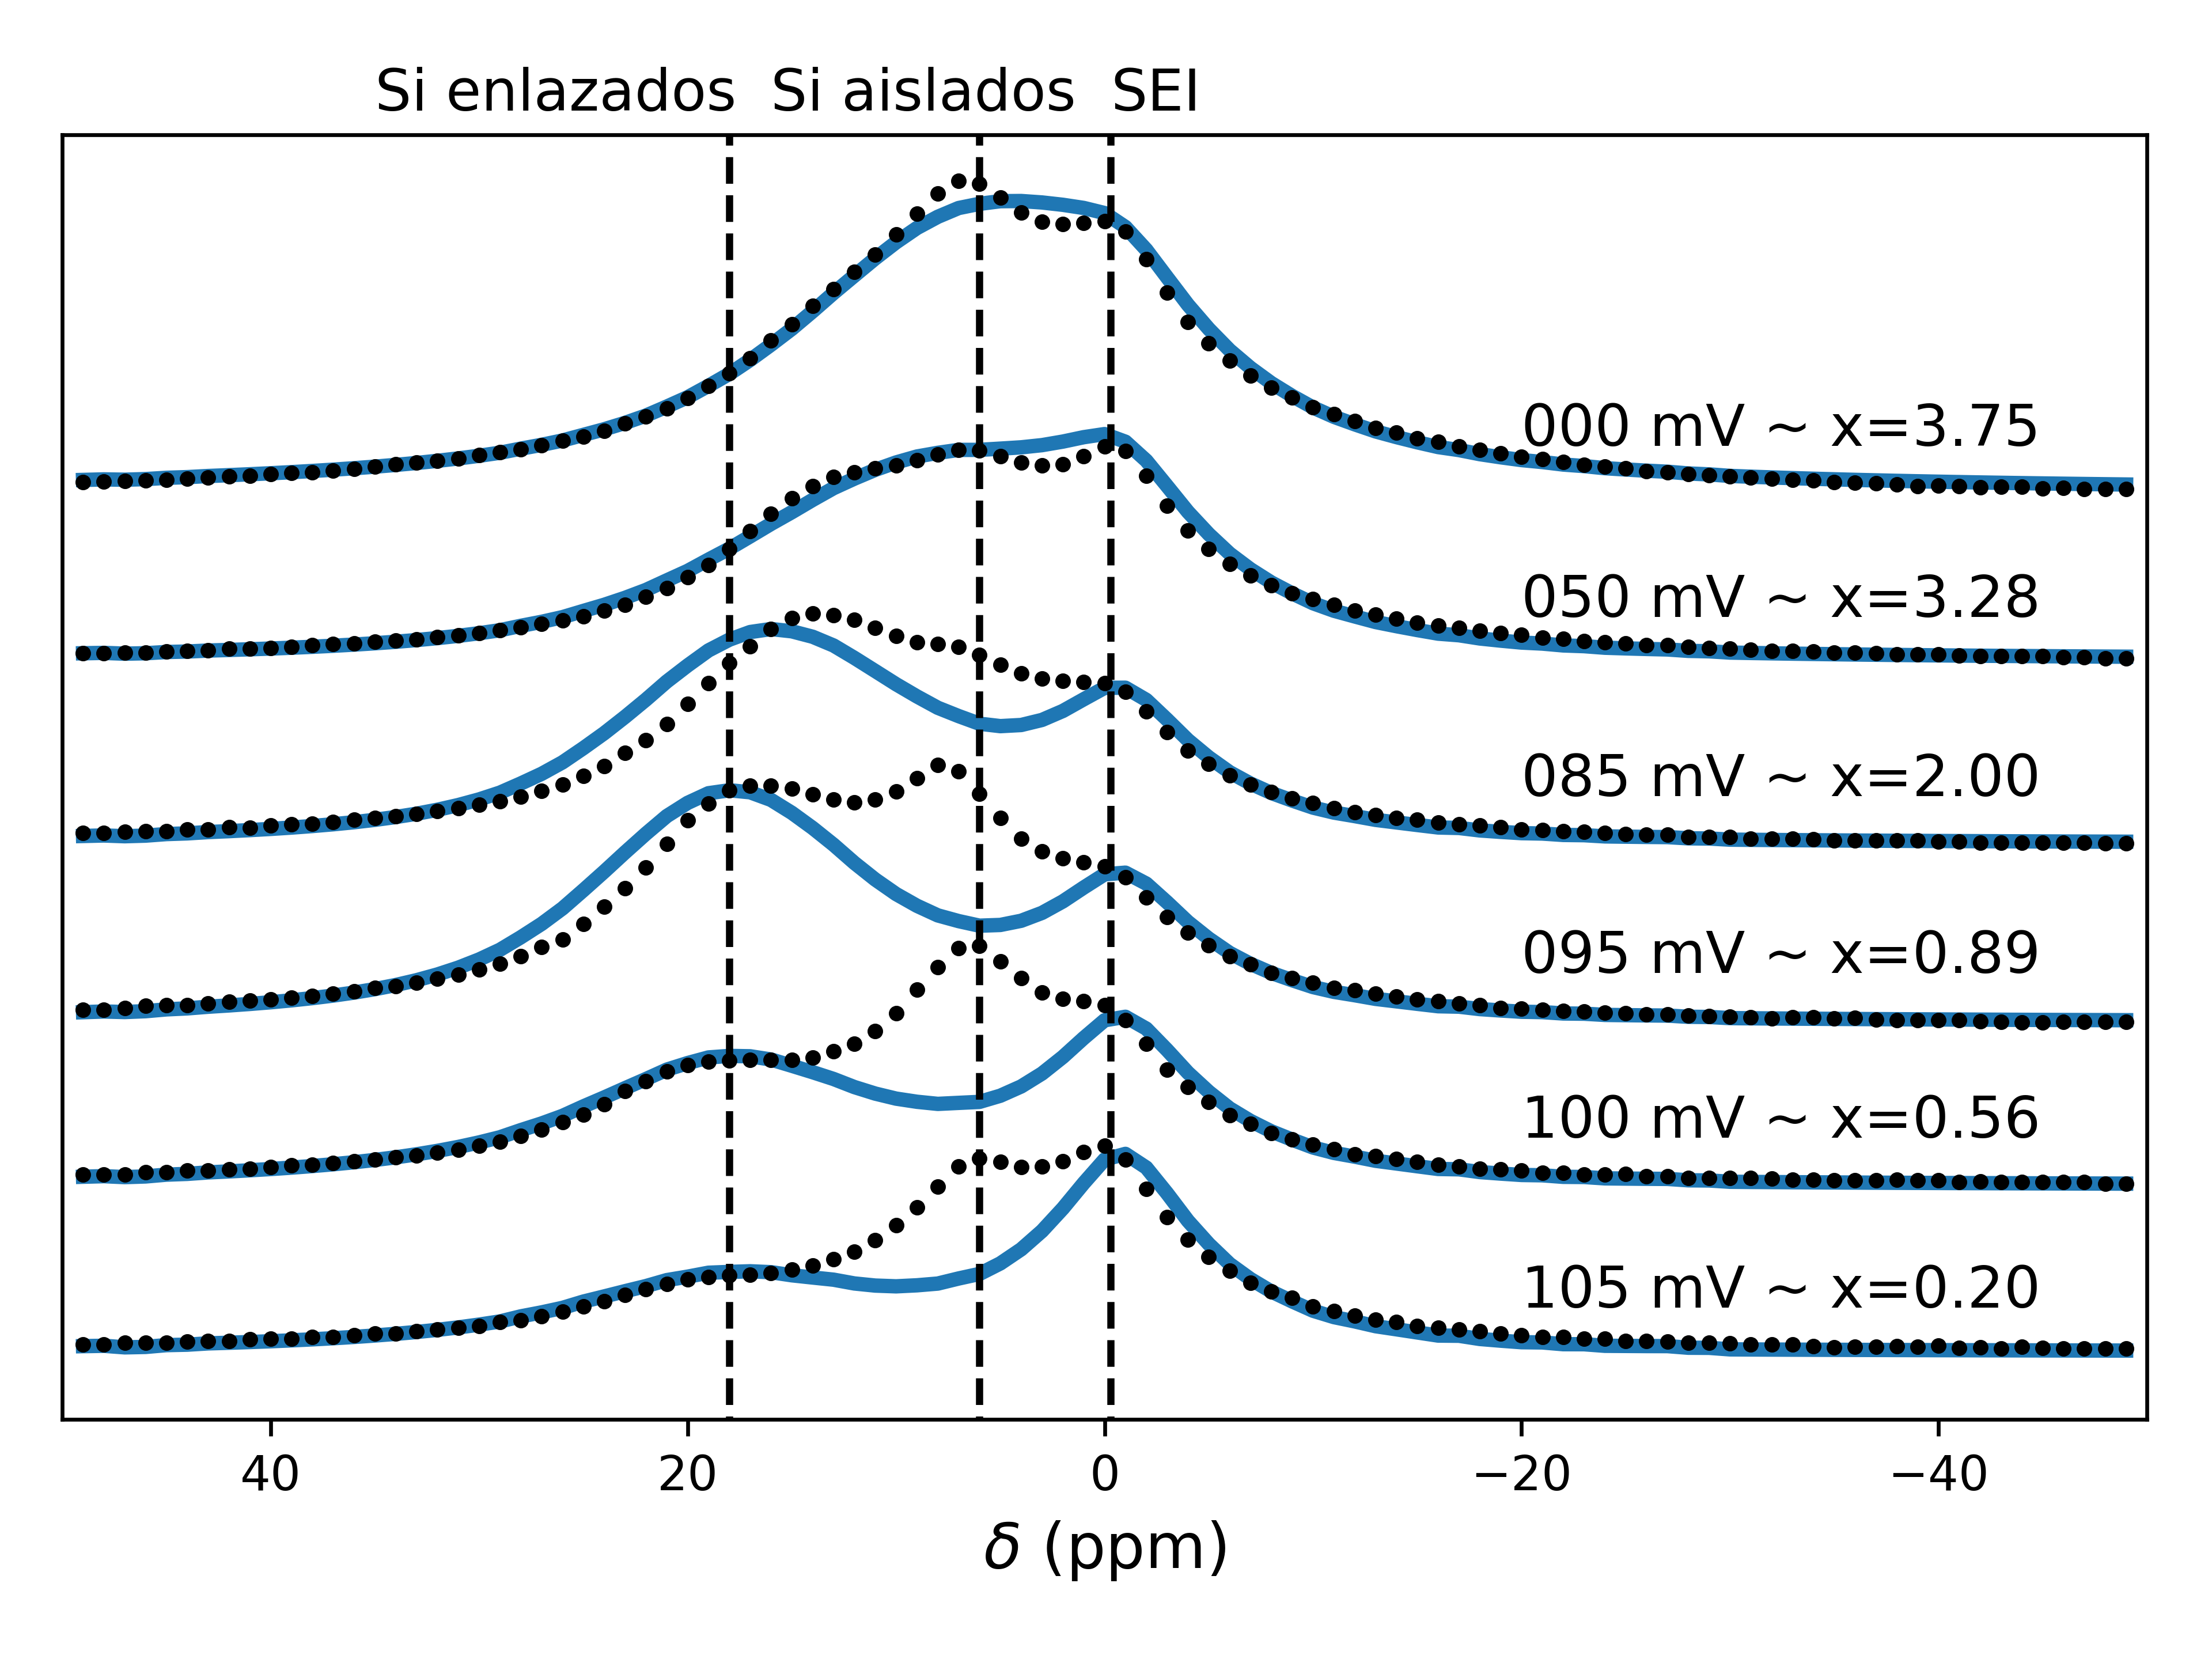 Si enlazados Si aislados SEI
000 mV ~ x=3.75
050 mV ~ x=3.28
085 mV ~ x=2.00
095 mV ~ x=0.89
100 mV ~ x=0.56
105 mV ~ x=0.20
40 20 0 −20 −40
δ (ppm)